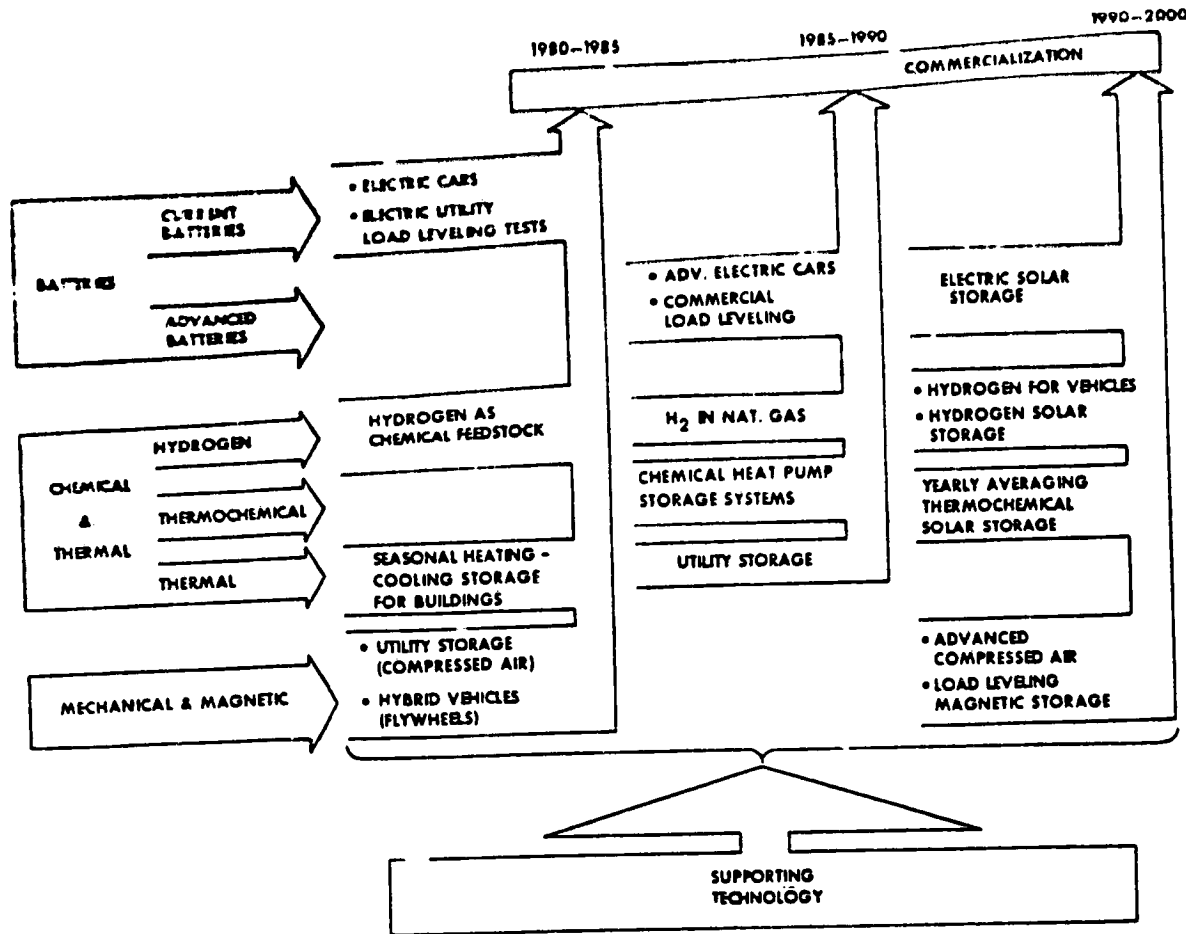 1980–1985
1985–1990
1990–2000
COMMERCIALIZATION
BATTERIES
CURRENT
BATTERIES
ADVANCED
BATTERIES
• ELECTRIC CARS
• ELECTRIC UTILITY
LOAD LEVELING TESTS
• ADV. ELECTRIC CARS
• COMMERCIAL
LOAD LEVELING
ELECTRIC SOLAR
STORAGE
CHEMICAL
&
THERMAL
HYDROGEN
THERMOCHEMICAL
THERMAL
HYDROGEN AS
CHEMICAL FEEDSTOCK
H2 IN NAT. GAS
• HYDROGEN FOR VEHICLES
• HYDROGEN SOLAR
STORAGE
CHEMICAL HEAT PUMP
STORAGE SYSTEMS
YEARLY AVERAGING
THERMOCHEMICAL
SOLAR STORAGE
SEASONAL HEATING –
COOLING STORAGE
FOR BUILDINGS
UTILITY STORAGE
MECHANICAL & MAGNETIC
• UTILITY STORAGE
(COMPRESSED AIR)
• HYBRID VEHICLES
(FLYWHEELS)
• ADVANCED
COMPRESSED AIR
• LOAD LEVELING
MAGNETIC STORAGE
SUPPORTING
TECHNOLOGY